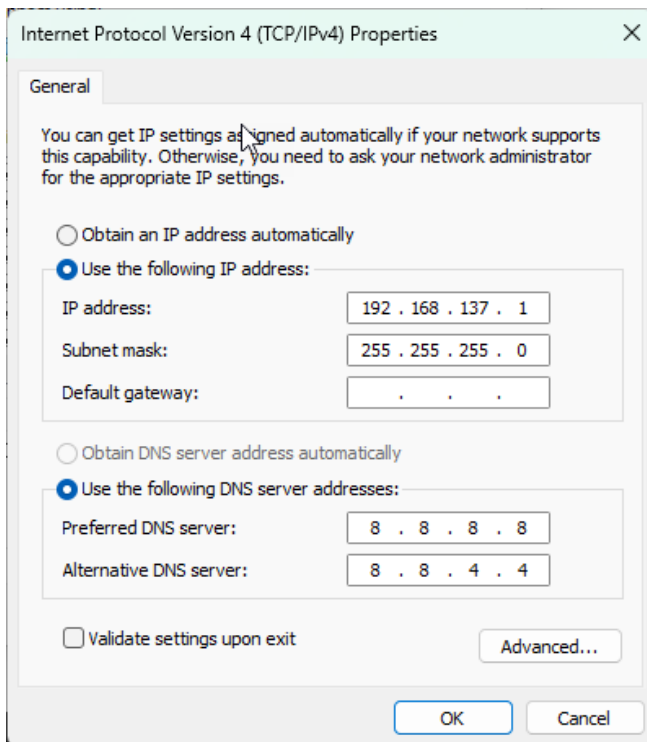 Internet Protocol Version 4 (TCP/IPv4) Properties
General
You can get IP settings assigned automatically if your network supports
this capability. Otherwise, you need to ask your network administrator
for the appropriate IP settings.
Obtain an IP address automatically
Use the following IP address:
IP address: 192 . 168 . 137 . 1
Subnet mask: 255 . 255 . 255 . 0
Default gateway: . . .
Obtain DNS server address automatically
Use the following DNS server addresses:
Preferred DNS server: 8 . 8 . 8 . 8
Alternative DNS server: 8 . 8 . 4 . 4
Validate settings upon exit
Advanced...
OK Cancel